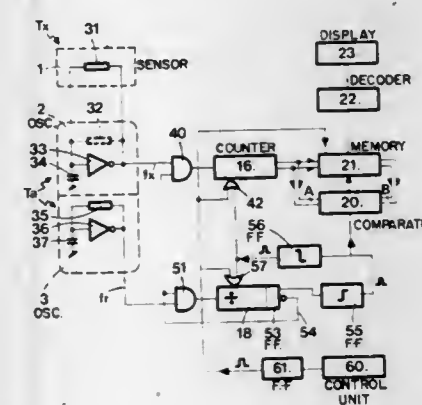 Tx
31
1
SENSOR
DISPLAY
23.
DECODER
22.
2
OSC.
32
33
34
40
COUNTER
16.
MEMORY
21.
fx
Ta
A
B
20.
42
COMPARAT
35
36
37
56
FF
57
3
OSC.
51
fr
÷
18
53
FF.
54
55
F.F
61.
F.F
60.
CONTROL
UNIT